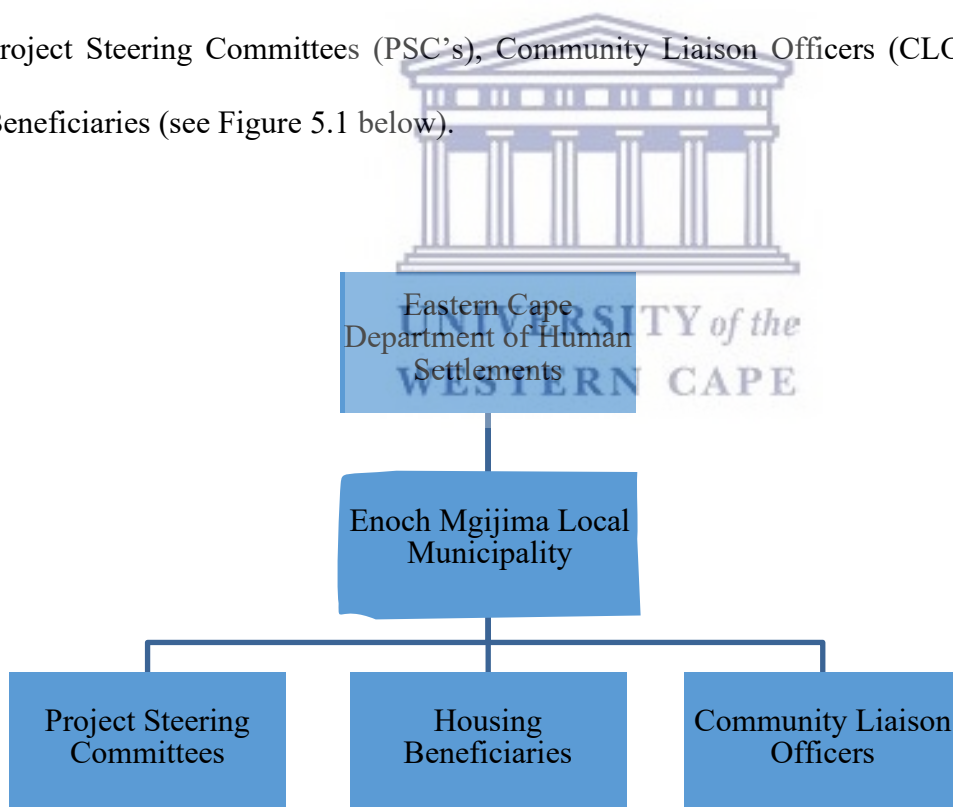 roject Steering Committees (PSC's), Community Liaison Officers (CLO
Beneficiaries (see Figure 5.1 below).
Eastern Cape
Department of Human
Settlements
UNIVERSITY of the
WESTERN CAPE
Enoch Mgijima Local
Municipality
Project Steering
Committees
Housing
Beneficiaries
Community Liaison
Officers